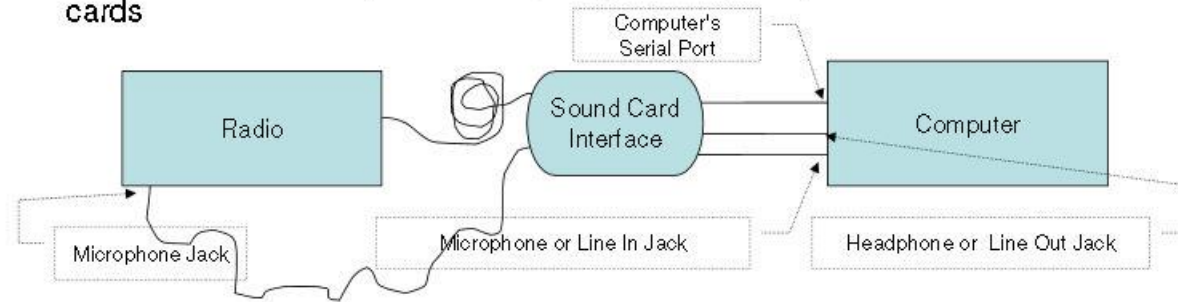 cards
Computer's
Serial Port
Radio
Sound Card
Interface
Computer
Microphone Jack
Microphone or Line In Jack
Headphone or Line Out Jack